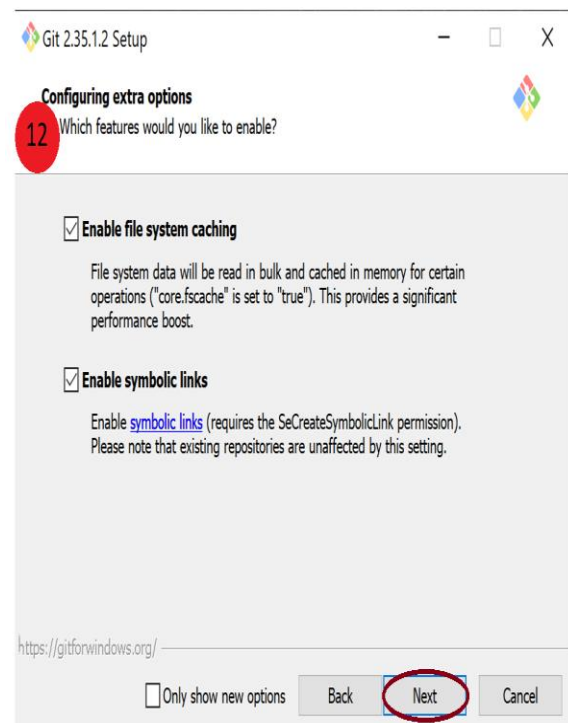 Git 2.35.1.2 Setup
Configuring extra options
12
Which features would you like to enable?
Enable file system caching
File system data will be read in bulk and cached in memory for certain
operations ("core.fscache" is set to "true"). This provides a significant
performance boost.
Enable symbolic links
Enable symbolic links (requires the SeCreateSymbolicLink permission).
Please note that existing repositories are unaffected by this setting.
https://gitforwindows.org/
Only show new options Back Next Cancel